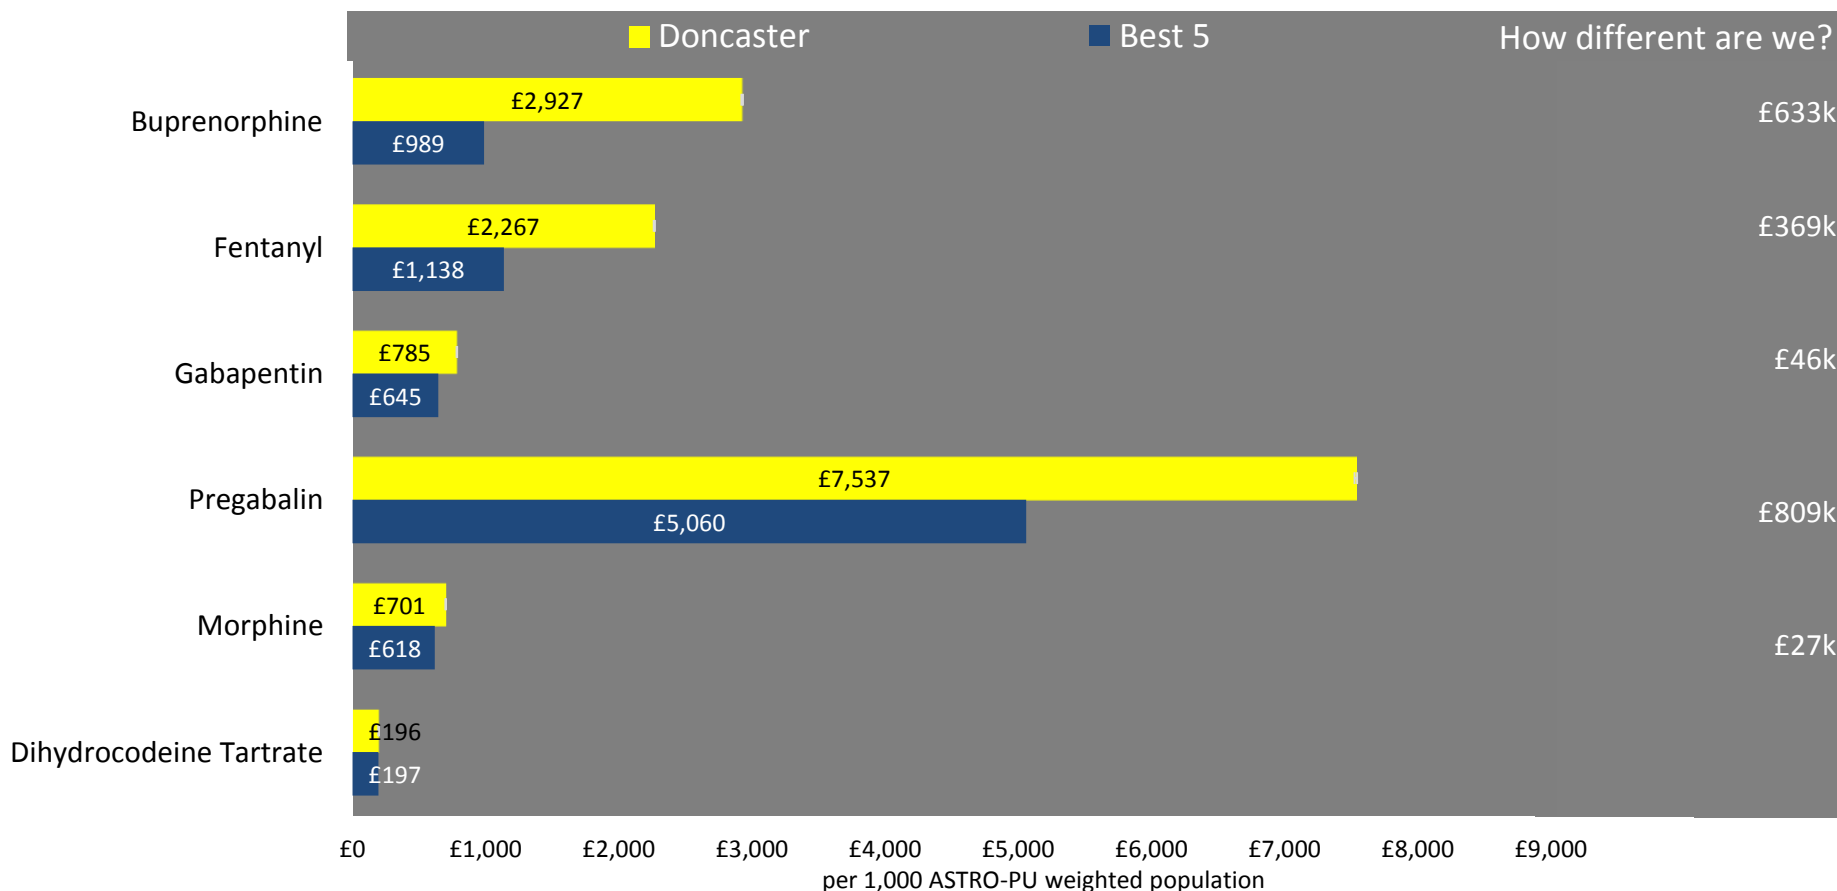 Doncaster Best 5 How different are we?
Buprenorphine £2,927 £989 £633k
Fentanyl £2,267 £1,138 £369k
Gabapentin £785 £645 £46k
Pregabalin £7,537 £5,060 £809k
Morphine £701 £618 £27k
Dihydrocodeine Tartrate £196 £197
£0 £1,000 £2,000 £3,000 £4,000 £5,000 £6,000 £7,000 £8,000 £9,000
per 1,000 ASTRO-PU weighted population